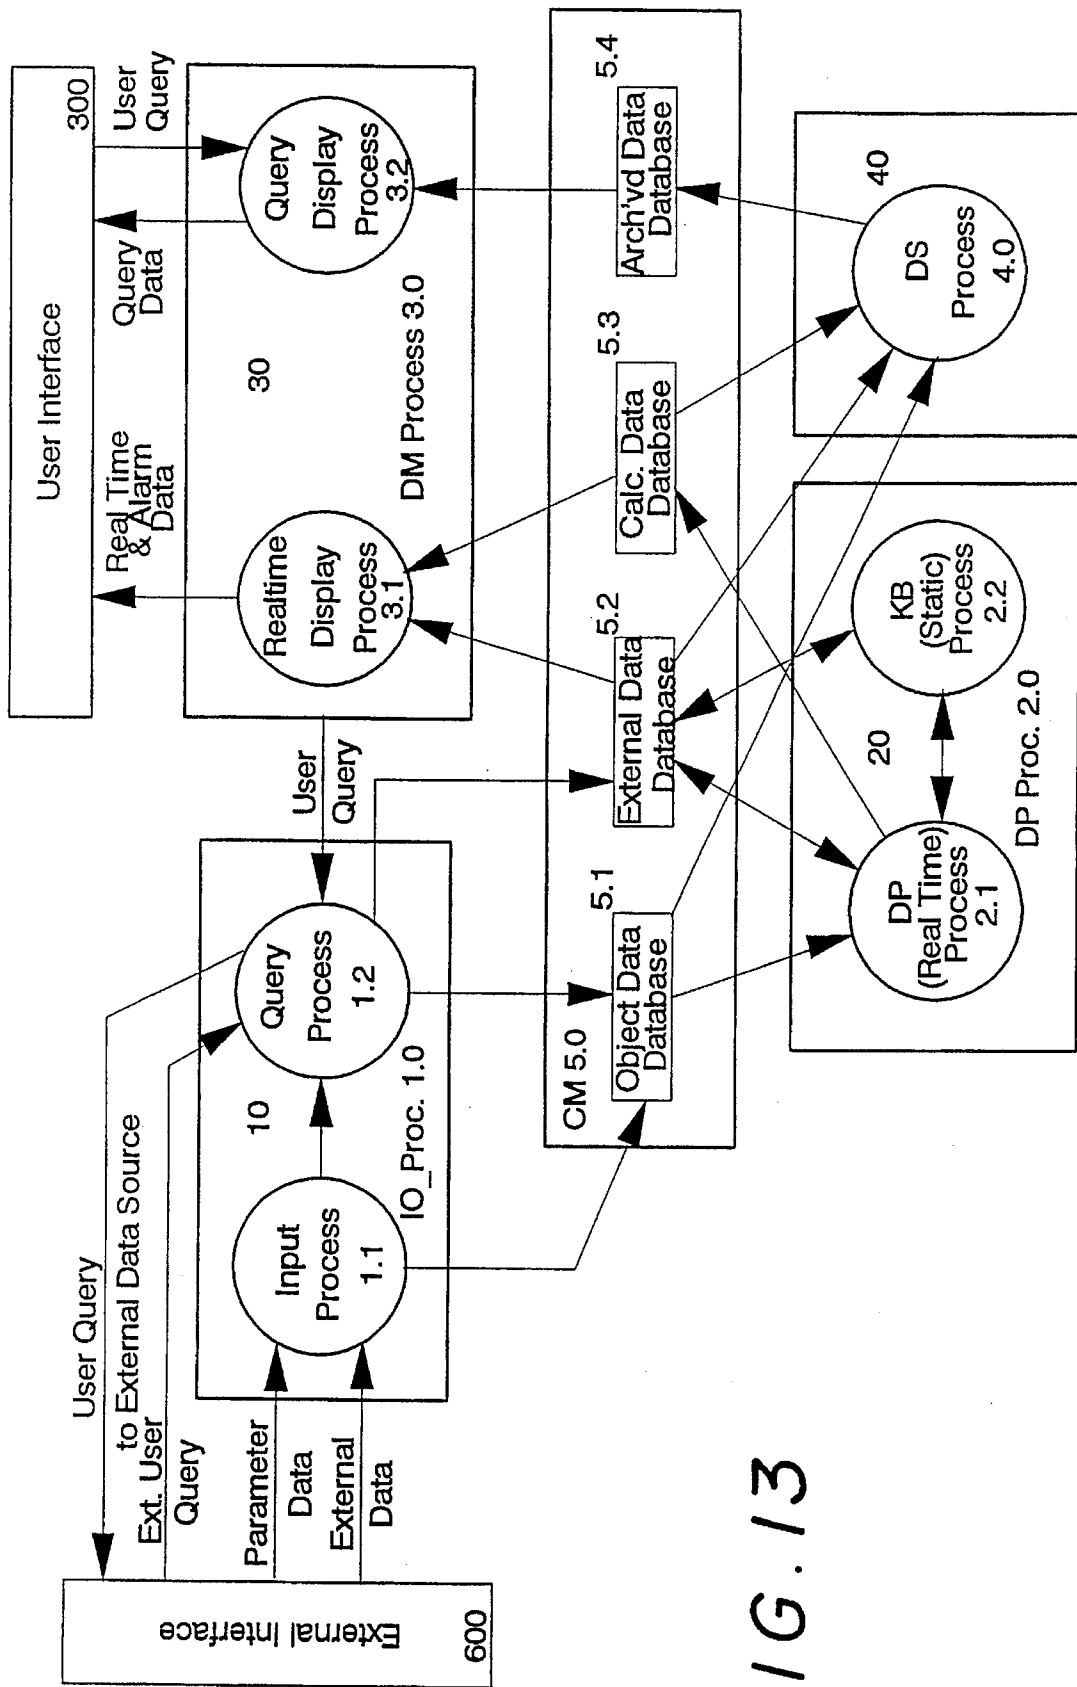 User Interface
300
Real Time
& Alarm
Data
Query
Data
User
Query
Realtime
Display
Process
3.1
30
Query
Display
Process
3.2
DM Process 3.0
User
Query
User Query
to External Data Source
Ext. User
Query
Parameter
Data
External
Data
External Interface
600
10
Input
Process
1.1
Query
Process
1.2
IO_Proc. 1.0
CM 5.0
5.1
Object Data
Database
5.2
External Data
Database
5.3
Calc. Data
Database
5.4
Arch'vd Data
Database
20
DP
(Real Time)
Process
2.1
KB
(Static)
Process
2.2
DP Proc. 2.0
40
DS
Process
4.0
IG.13